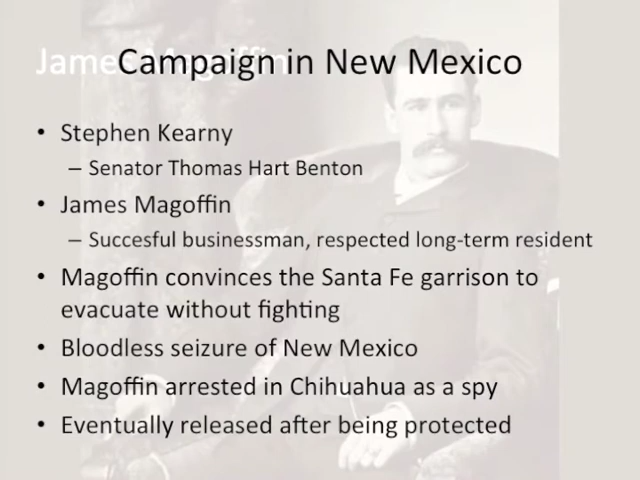 James Magoffin
Campaign in New Mexico
• Stephen Kearny
– Senator Thomas Hart Benton
• James Magoffin
– Succesful businessman, respected long-term resident
• Magoffin convinces the Santa Fe garrison to
evacuate without fighting
• Bloodless seizure of New Mexico
• Magoffin arrested in Chihuahua as a spy
• Eventually released after being protected